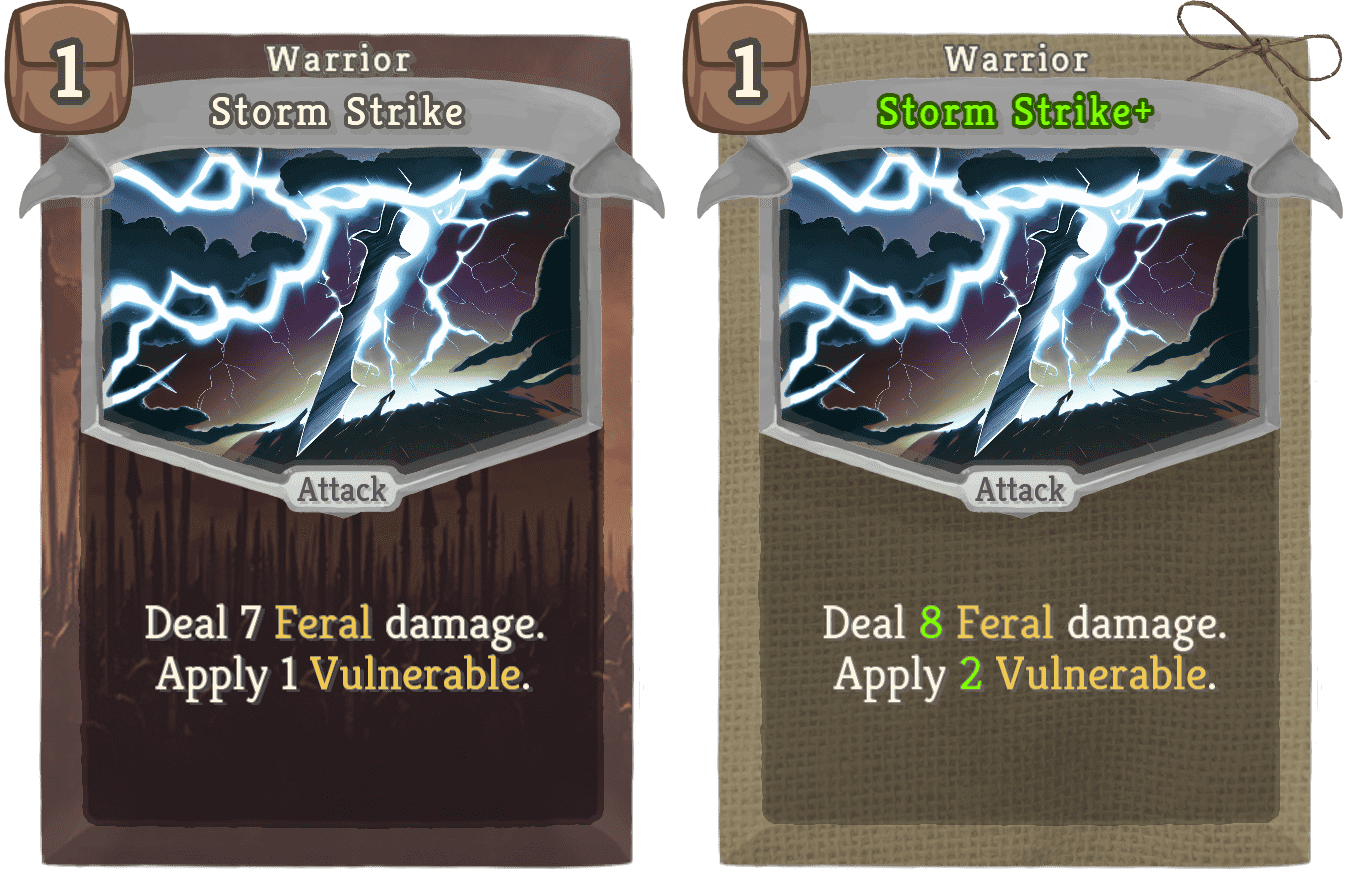 1
Warrior
Storm Strike
Attack
Deal 7 Feral damage.
Apply 1 Vulnerable.
1
Warrior
Storm Strike+
Attack
Deal 8 Feral damage.
Apply 2 Vulnerable.